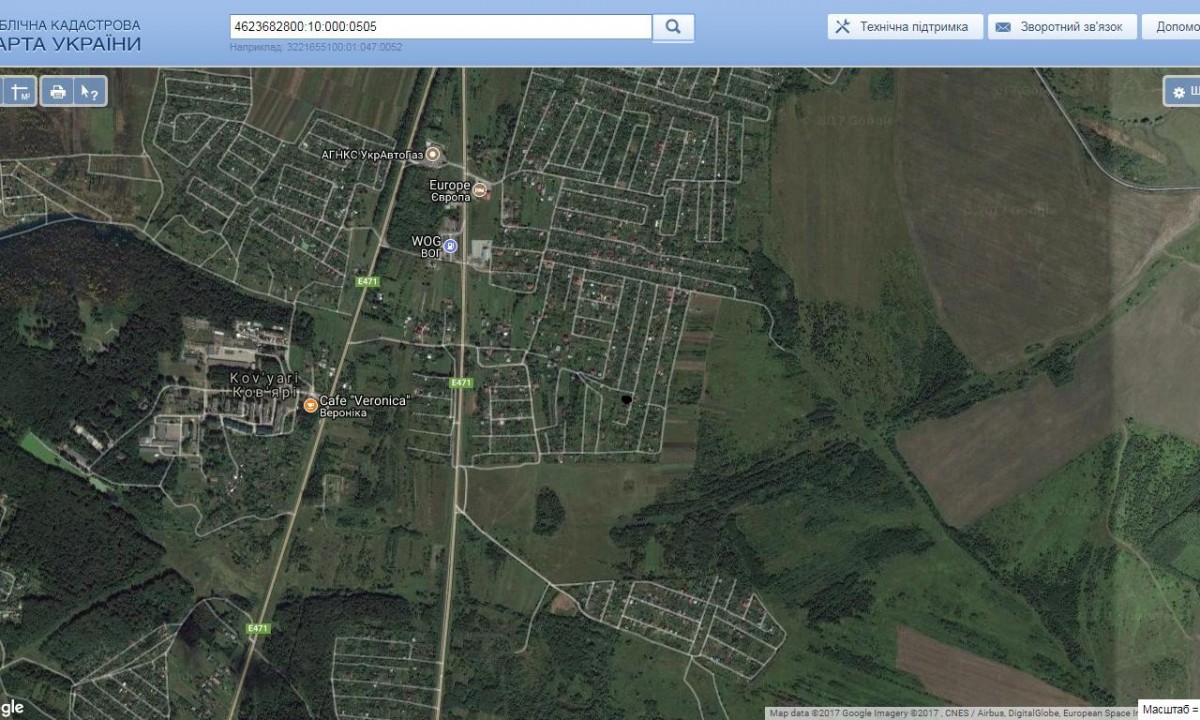 БЛІЧНА КАДАСТРОВА
АРТА УКРАЇНИ
4623682800:10:000:0505
Наприклад: 3221655100:01:047:0052
Технічна підтримка
Зворотний зв'язок
Допомо
м²
?
Ш
АГНКС УкрАвтоГаз
Europe
Європа
WOG
ВОГ
E471
E471
Kov'yari
Ков'ярі
Cafe "Veronica"
Вероніка
E471
gle
Map data ©2017 Google Imagery ©2017 , CNES / Airbus, DigitalGlobe, European Space I
Масштаб =